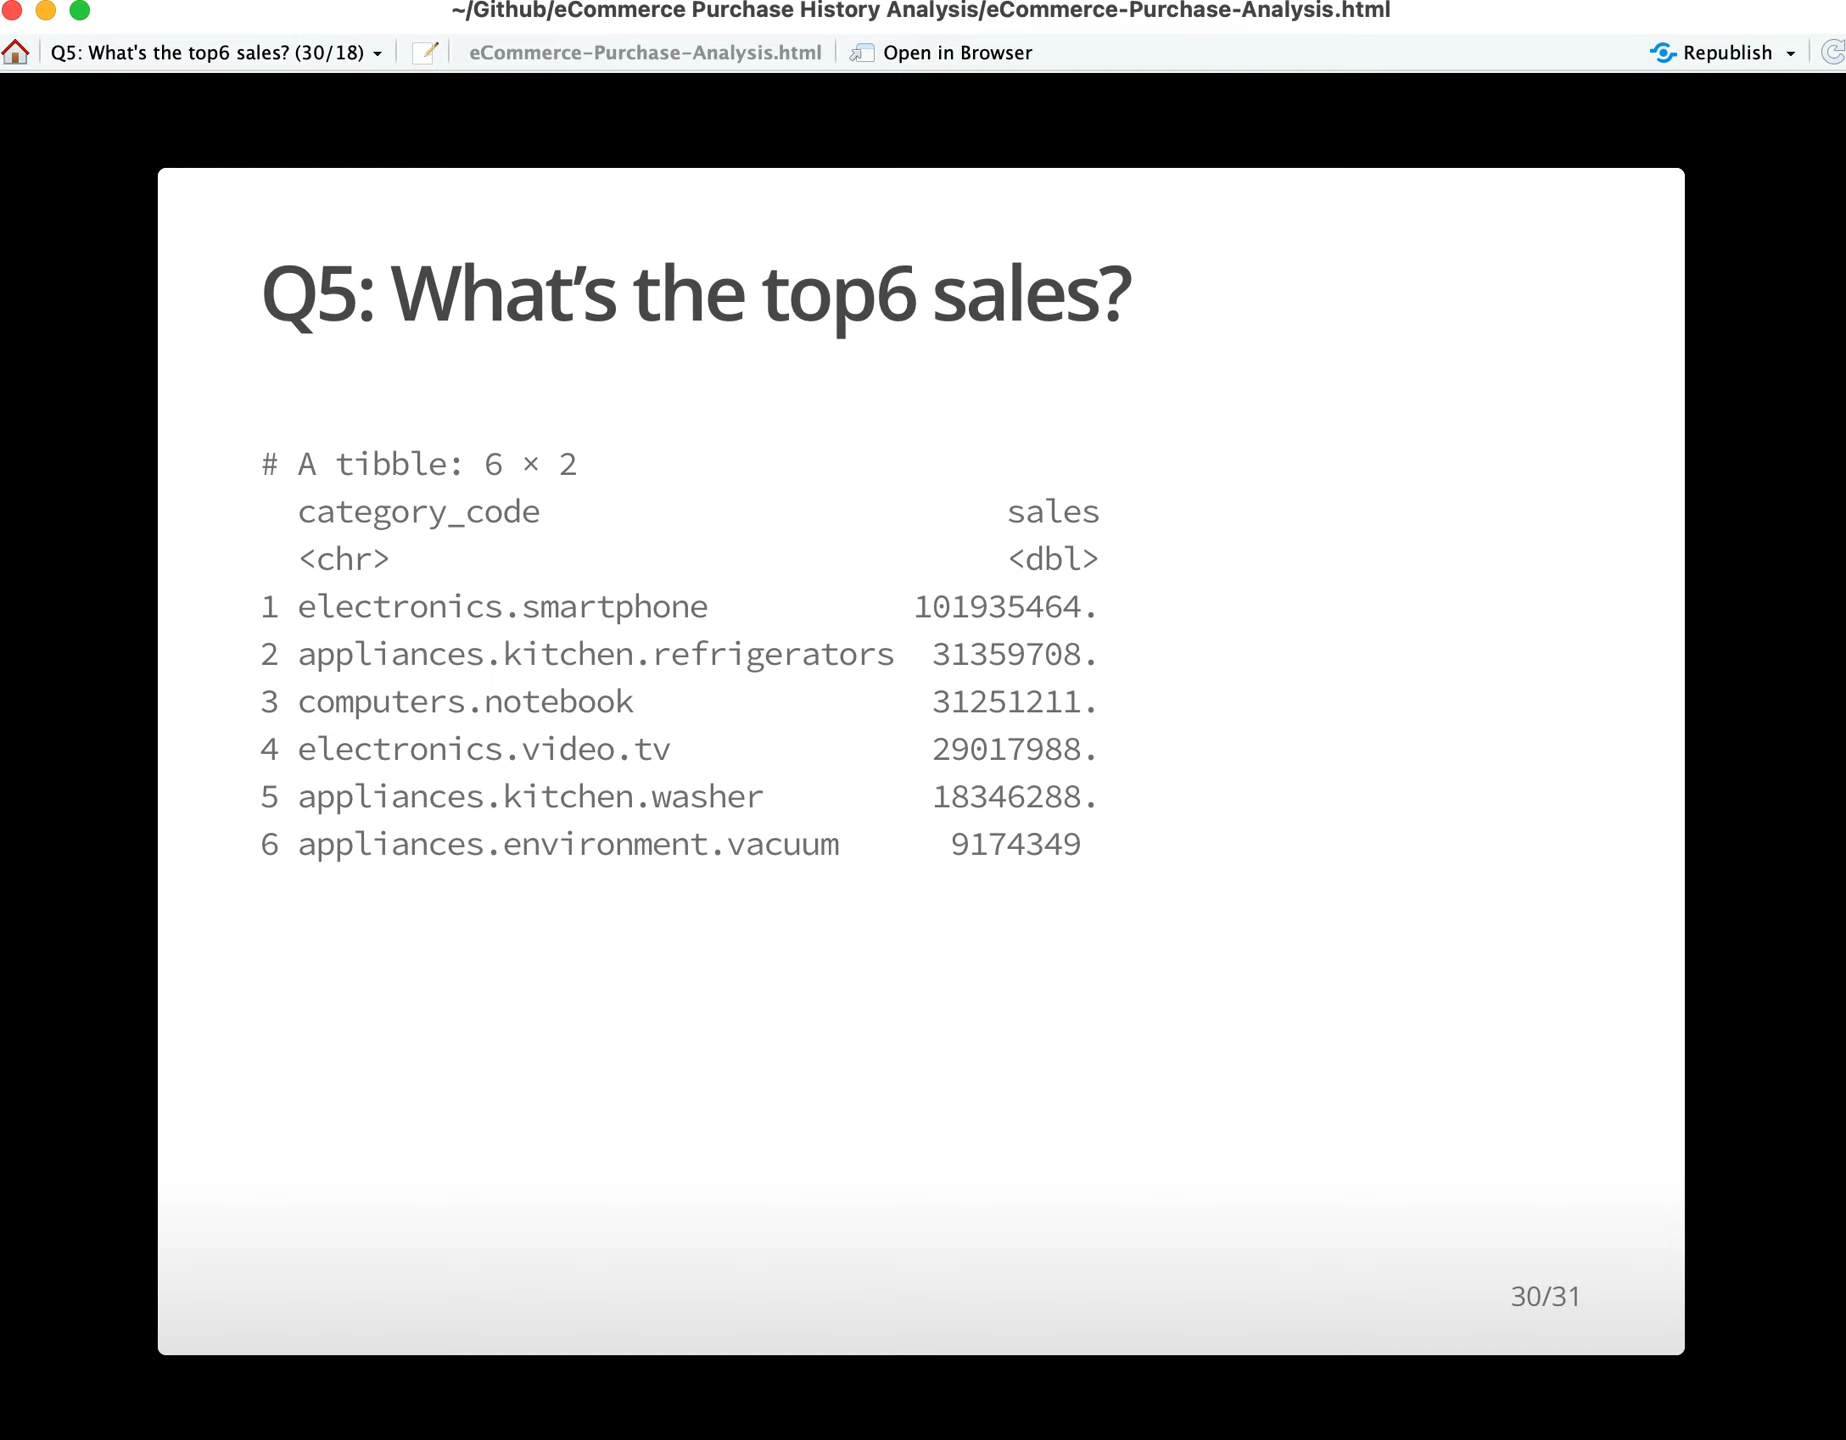 ~/Github/eCommerce Purchase History Analysis/eCommerce-Purchase-Analysis.html
Q5: What's the top6 sales? (30/18) eCommerce-Purchase-Analysis.html Open in Browser Republish
Q5: What’s the top6 sales?
# A tibble: 6 × 2
category_code sales
<chr> <dbl>
1 electronics.smartphone 101935464.
2 appliances.kitchen.refrigerators 31359708.
3 computers.notebook 31251211.
4 electronics.video.tv 29017988.
5 appliances.kitchen.washer 18346288.
6 appliances.environment.vacuum 9174349
30/31